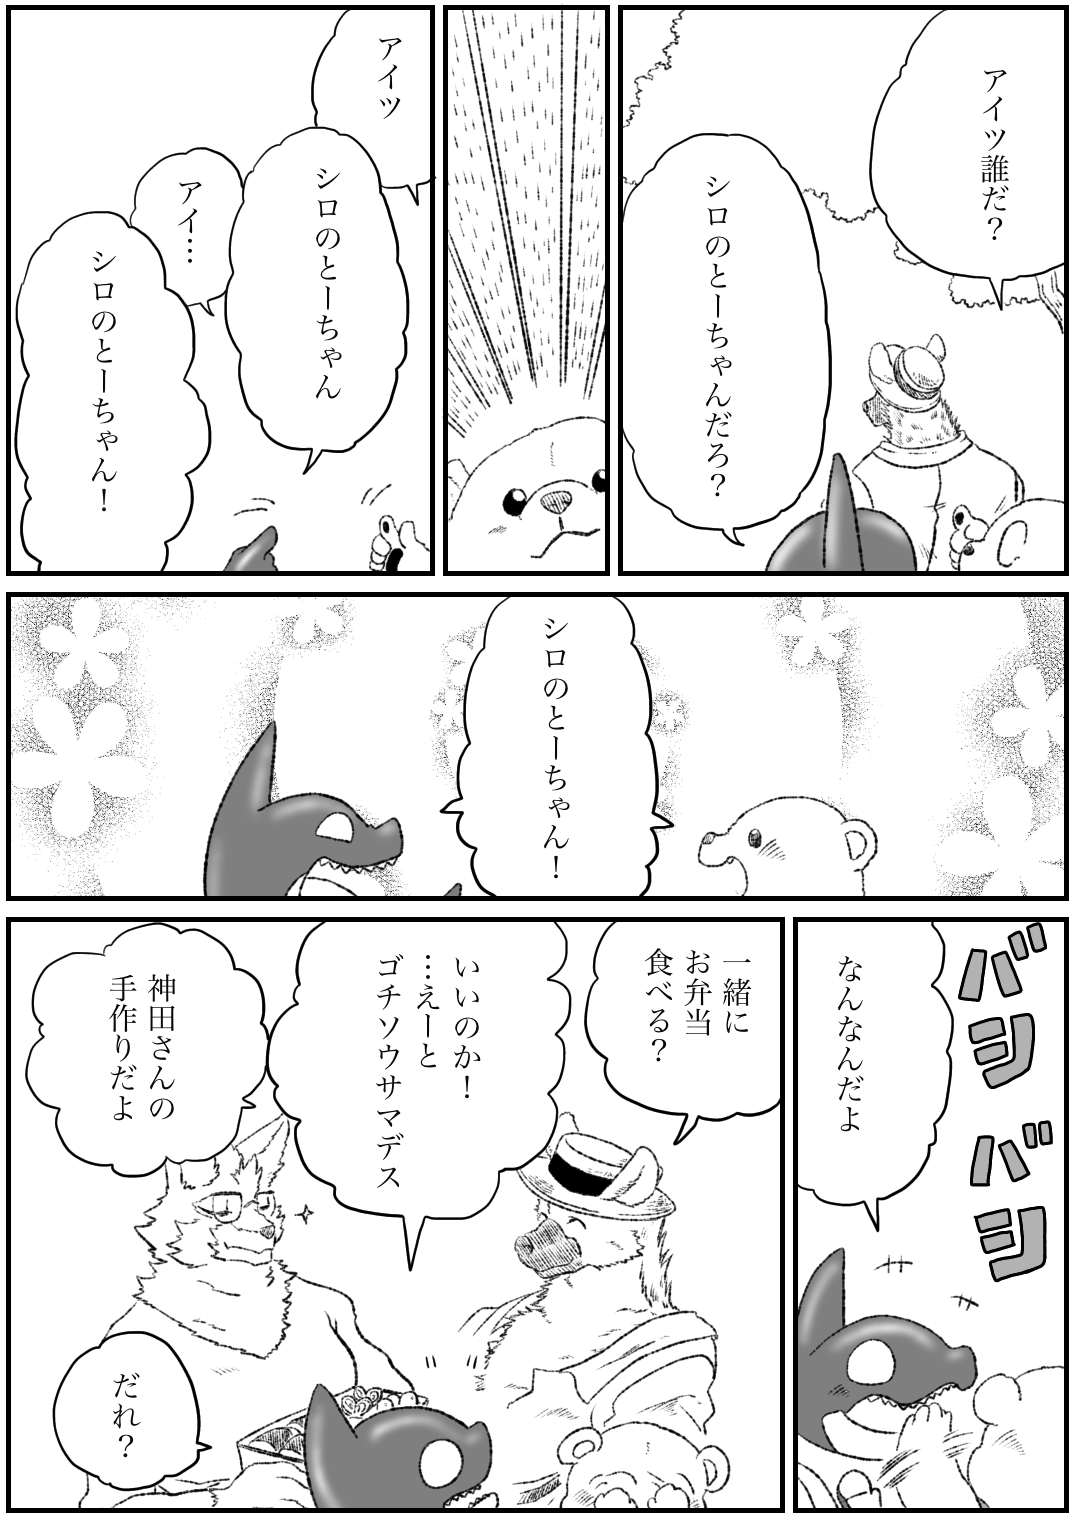 アイツ誰だ？
シロのとーちゃんだろ？
アイツ
シロのとーちゃん
アイ…
シロのとーちゃん！
シロのとーちゃん！
バシ
バシ
なんなんだよ
一緒に
お弁当
食べる？
いいのか！
…えーと
ゴチソウサマデス
神田さんの
手作りだよ
だれ？